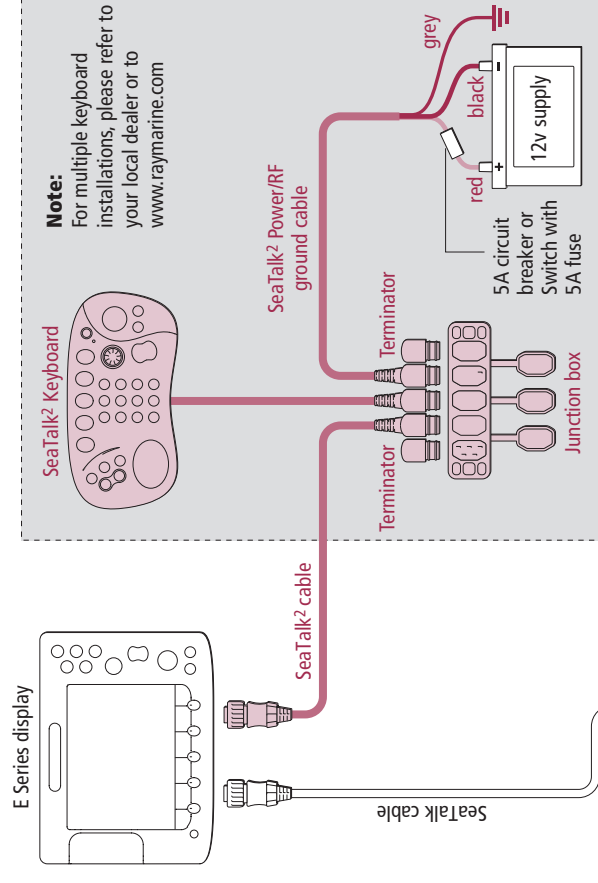 E Series display
SeaTalk² Keyboard
Note:
For multiple keyboard
installations, please refer to
your local dealer or to
www.raymarine.com
SeaTalk² cable
SeaTalk cable
SeaTalk² Power/RF
ground cable
Terminator
Terminator
Junction box
grey
black
red
+
-
12v supply
5A circuit
breaker or
Switch with
5A fuse